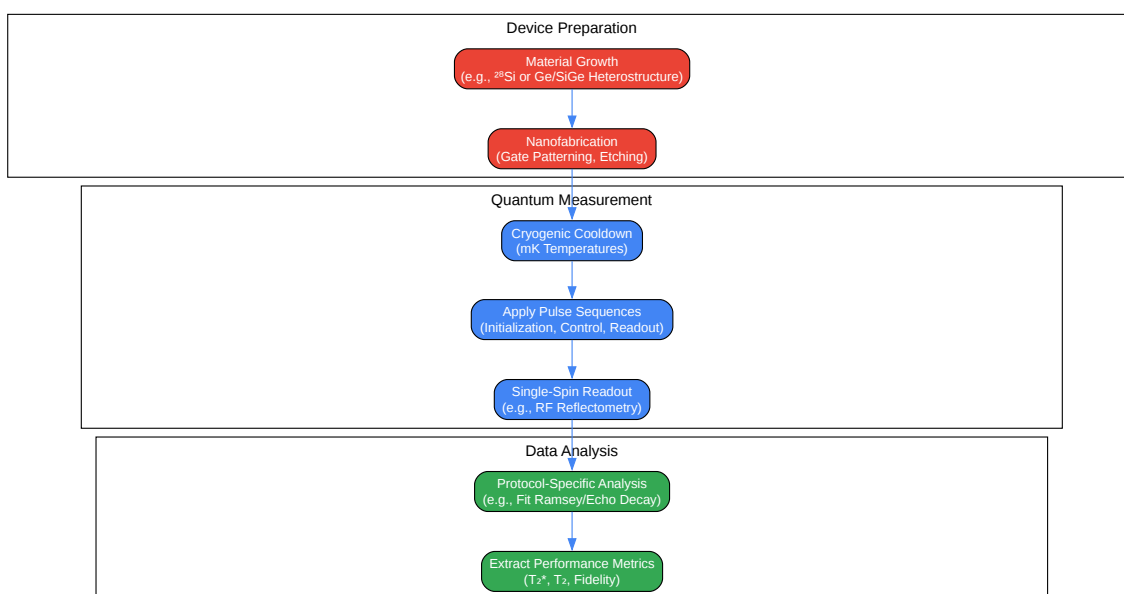 Device Preparation
Material Growth
(e.g., ²⁸Si or Ge/SiGe Heterostructure)
Nanofabrication
(Gate Patterning, Etching)
Quantum Measurement
Cryogenic Cooldown
(mK Temperatures)
Apply Pulse Sequences
(Initialization, Control, Readout)
Single-Spin Readout
(e.g., RF Reflectometry)
Data Analysis
Protocol-Specific Analysis
(e.g., Fit Ramsey/Echo Decay)
Extract Performance Metrics
(T₂*, T₂, Fidelity)